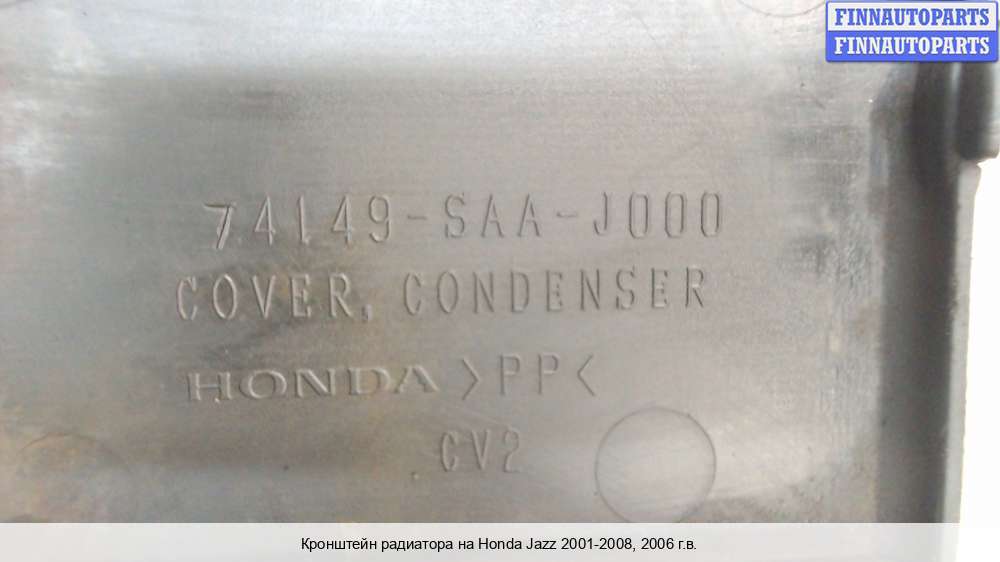 FINNAUTOPARTS
FINNAUTOPARTS
74149-SAA-J000
COVER, CONDENSER
HONDA >PP<
CV2
Кронштейн радиатора на Honda Jazz 2001-2008, 2006 г.в.